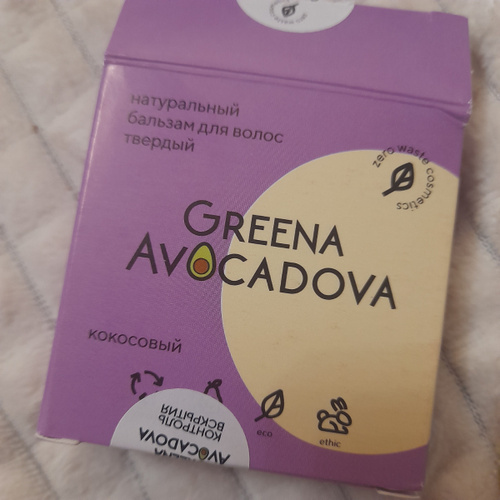 натуральный
бальзам для волос
твердый
zero waste cosmetics
GREENA
AVOCADOVA
кокосовый
eco
ethic
КОНТРОЛЬ
ВСКРЫТИЯ
AVOCADOVA